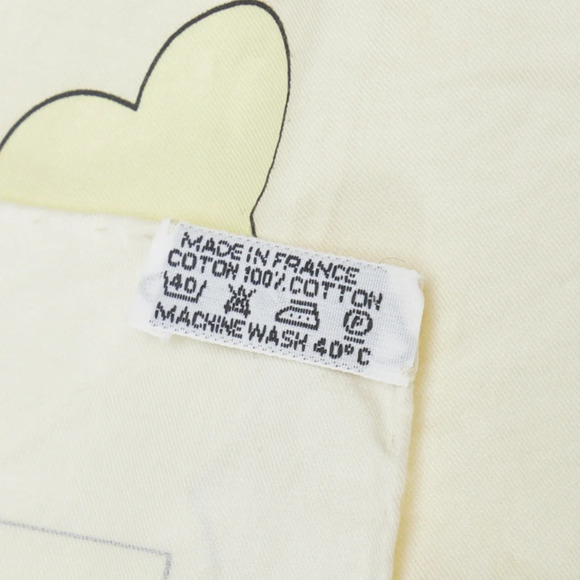 MADE IN FRANCE
COTON 100% COTTON
40 P
MACHINE WASH 40°C